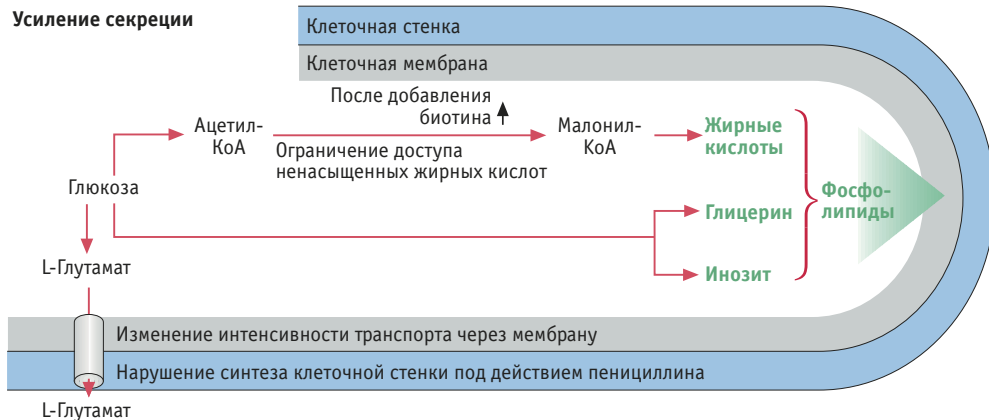 Усиление секреции
Клеточная стенка
Клеточная мембрана
После добавления
биотина
Ацетил-
КоА
Малонил-
КоА
Жирные
кислоты
Ограничение доступа
ненасыщенных жирных кислот
Глюкоза
Фосфо-
липиды
Глицерин
L-Глутамат
Инозит
Изменение интенсивности транспорта через мембрану
Нарушение синтеза клеточной стенки под действием пенициллина
L-Глутамат